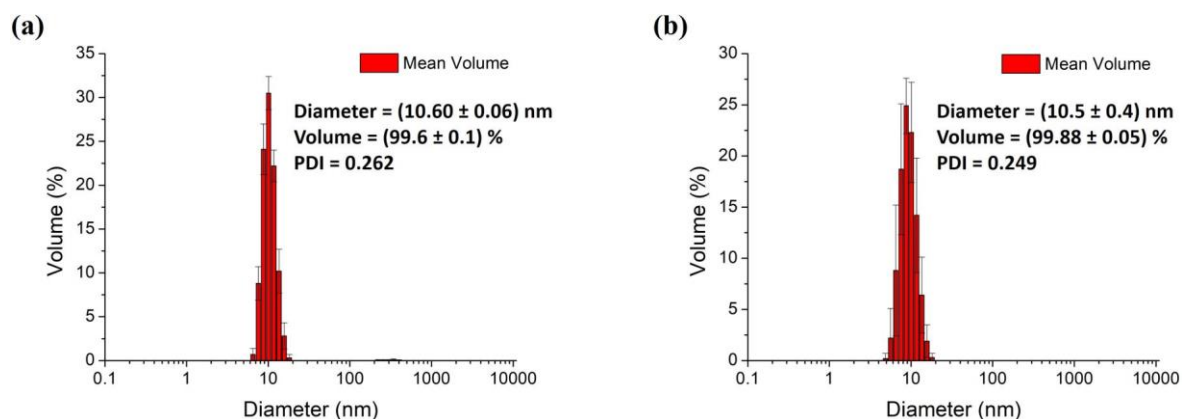 (a)
Mean Volume
Diameter = (10.60 ± 0.06) nm
Volume = (99.6 ± 0.1) %
PDI = 0.262
Volume (%)
35
30
25
20
15
10
5
0
0.1 1 10 100 1000 10000
Diameter (nm)
(b)
Mean Volume
Diameter = (10.5 ± 0.4) nm
Volume = (99.88 ± 0.05) %
PDI = 0.249
Volume (%)
30
25
20
15
10
5
0
0.1 1 10 100 1000 10000
Diameter (nm)